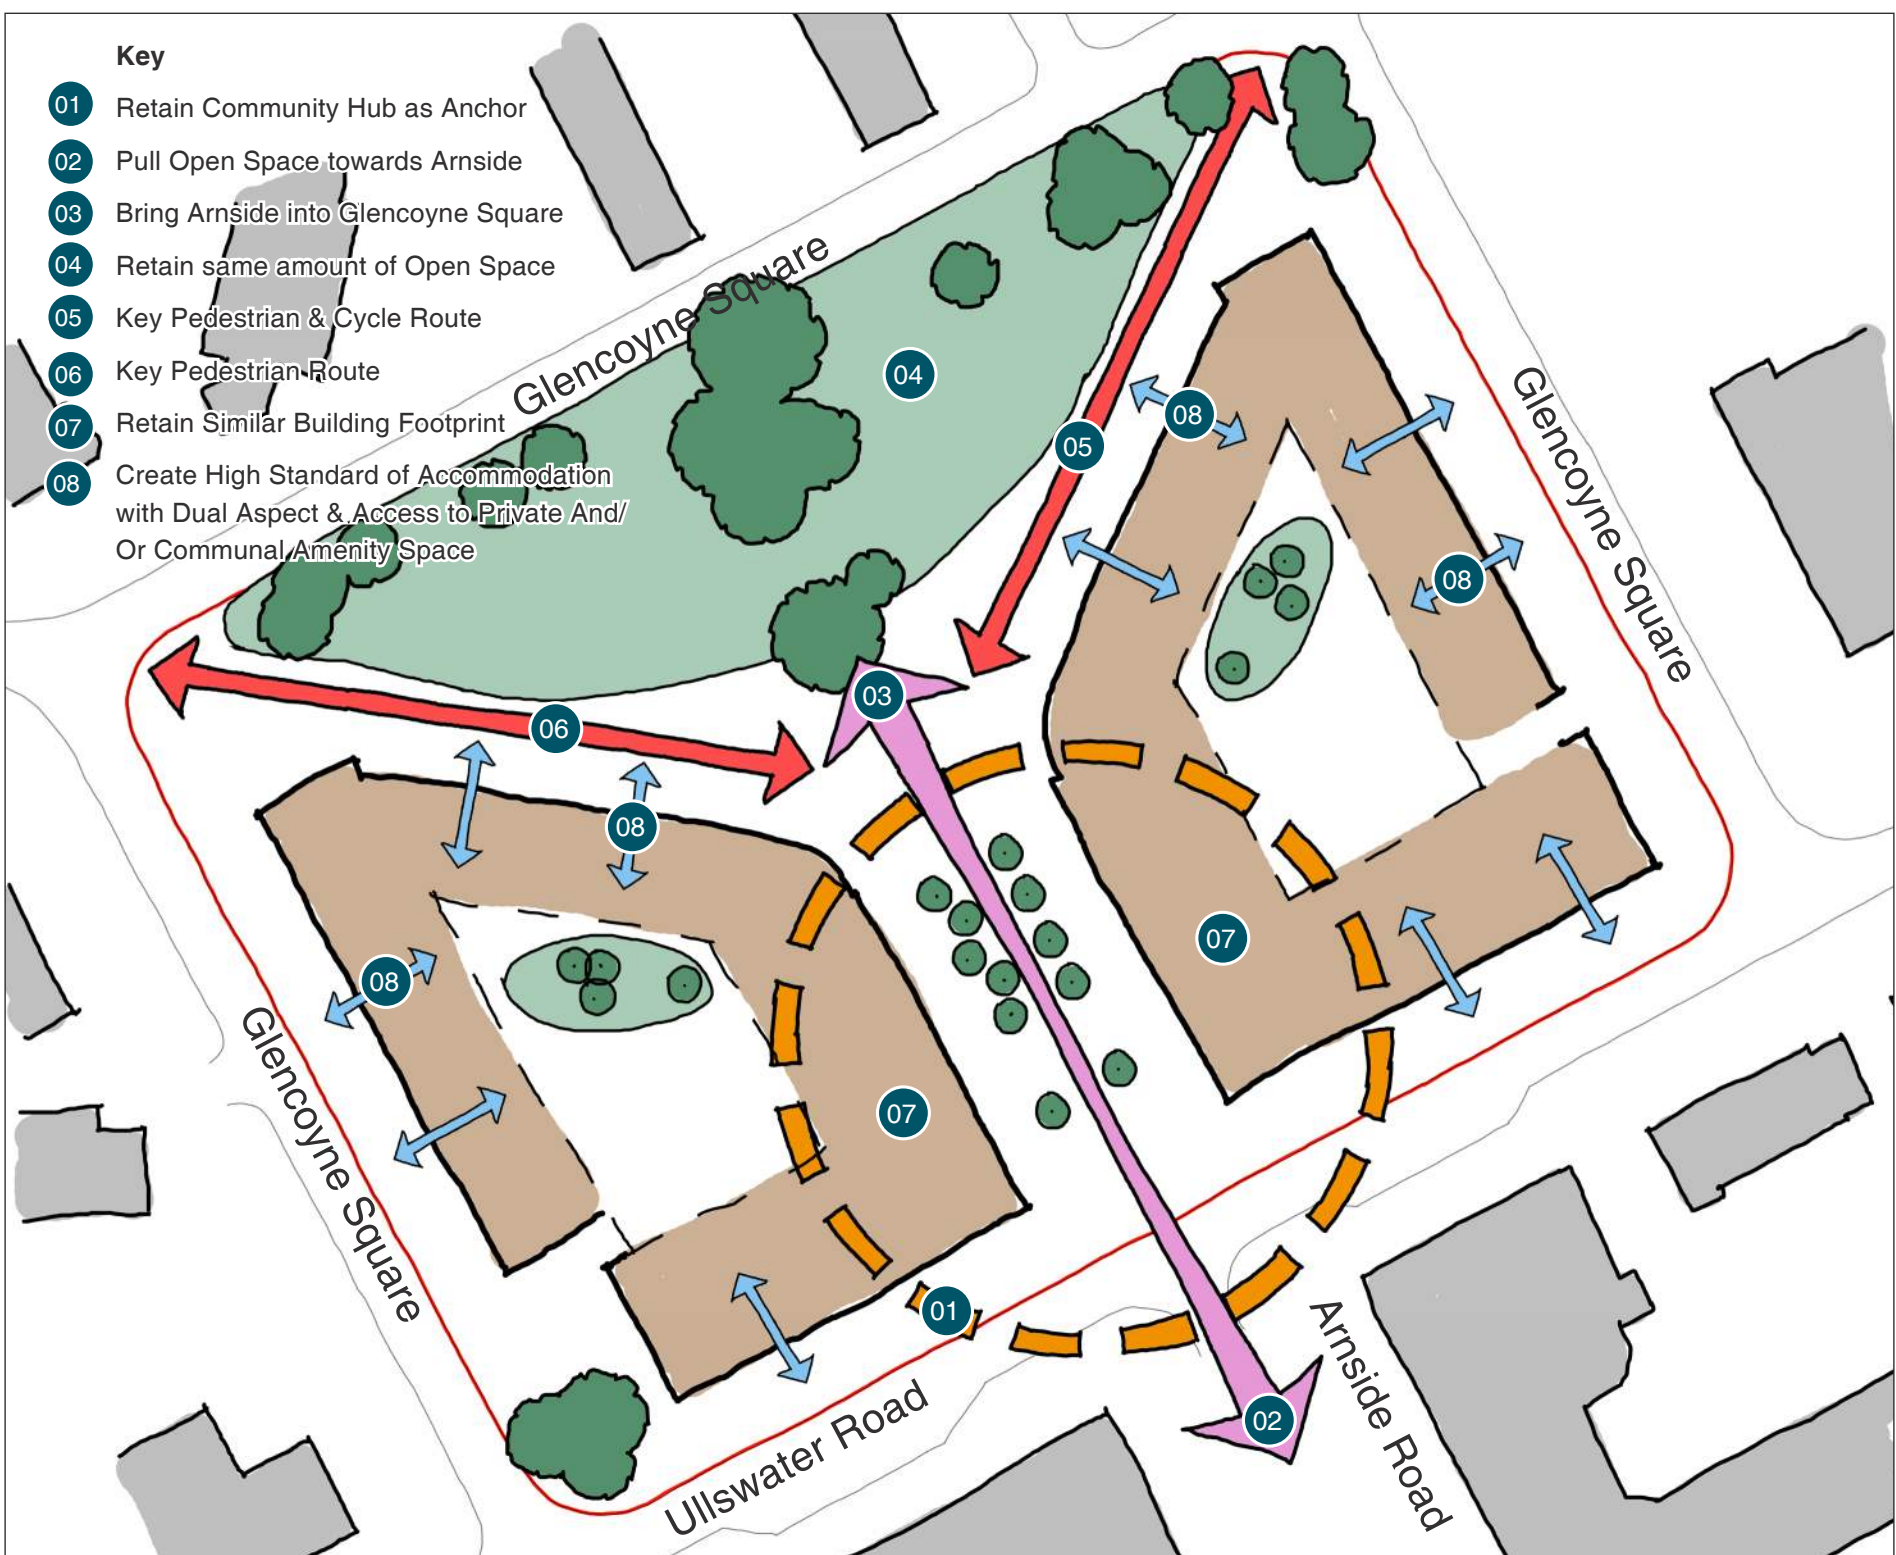 Key
01 Retain Community Hub as Anchor
02 Pull Open Space towards Arnside
03 Bring Arnside into Glencoyne Square
04 Retain same amount of Open Space
05 Key Pedestrian & Cycle Route
06 Key Pedestrian Route
07 Retain Similar Building Footprint
08 Create High Standard of Accommodation
with Dual Aspect & Access to Private And/
Or Communal Amenity Space
Glencoyne Square
04
08
05
Glencoyne Square
08
03
06
08
07
08
Glencoyne Square
07
01
Arnside Road
02
Ullswater Road